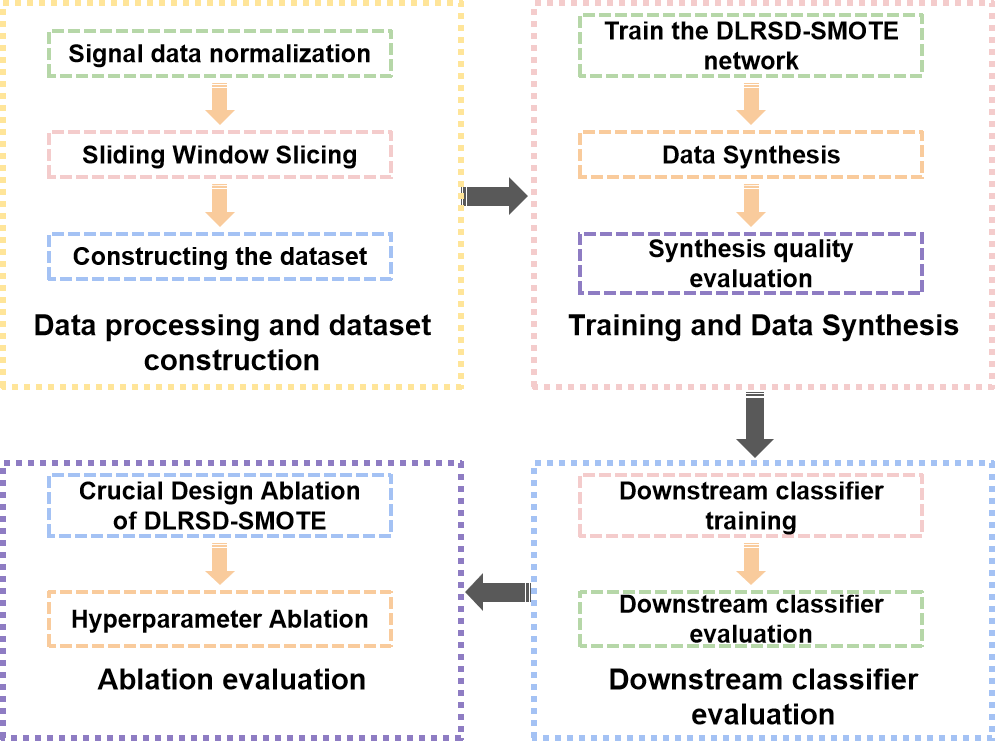 Signal data normalization
Sliding Window Slicing
Constructing the dataset
Data processing and dataset
construction
Train the DLRSD-SMOTE
network
Data Synthesis
Synthesis quality
evaluation
Training and Data Synthesis
Downstream classifier
training
Downstream classifier
evaluation
Downstream classifier
evaluation
Crucial Design Ablation
of DLRSD-SMOTE
Hyperparameter Ablation
Ablation evaluation